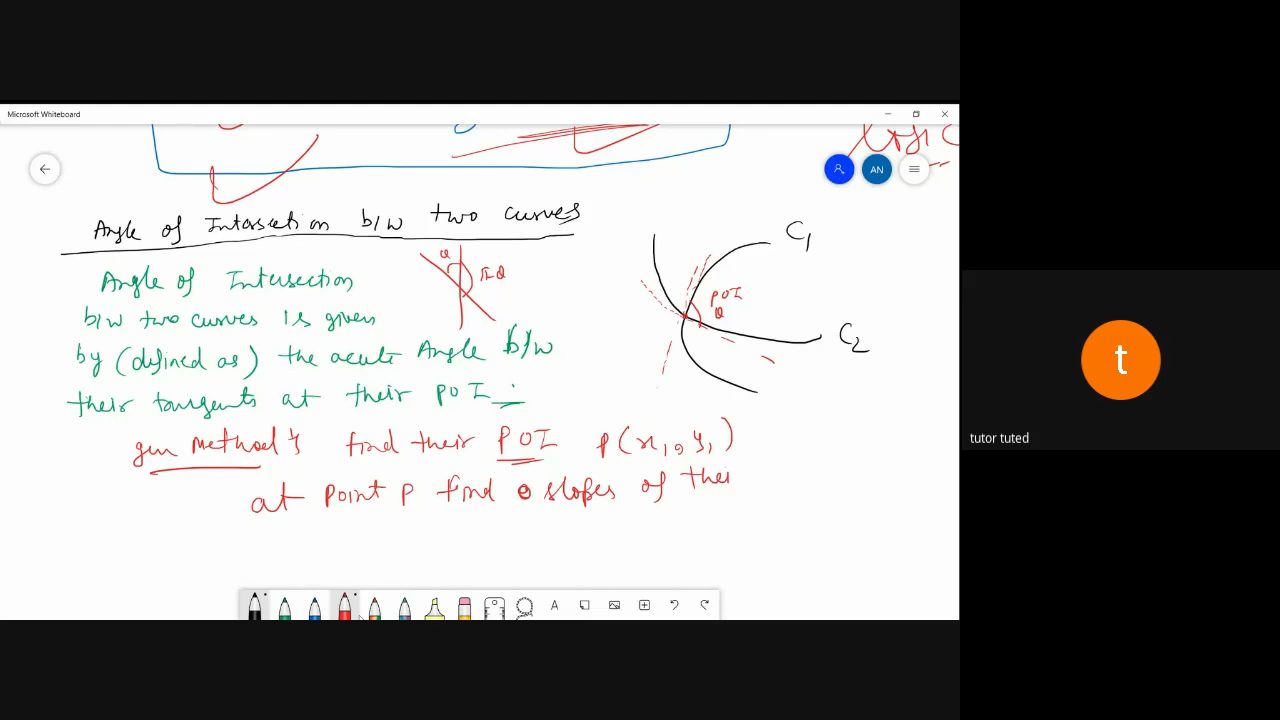 Microsoft Whiteboard
Logic
AN
Angle of Intersection b/w two curves
Angle of Intersection
b/w two curves is given
by (defined as) the acute Angle b/w
their tangents at their POI
θ
π-θ
C1
POI
θ
C2
gen method: find their POI P(x1, y1)
at point P find slopes of thei
A
t
tutor tuted